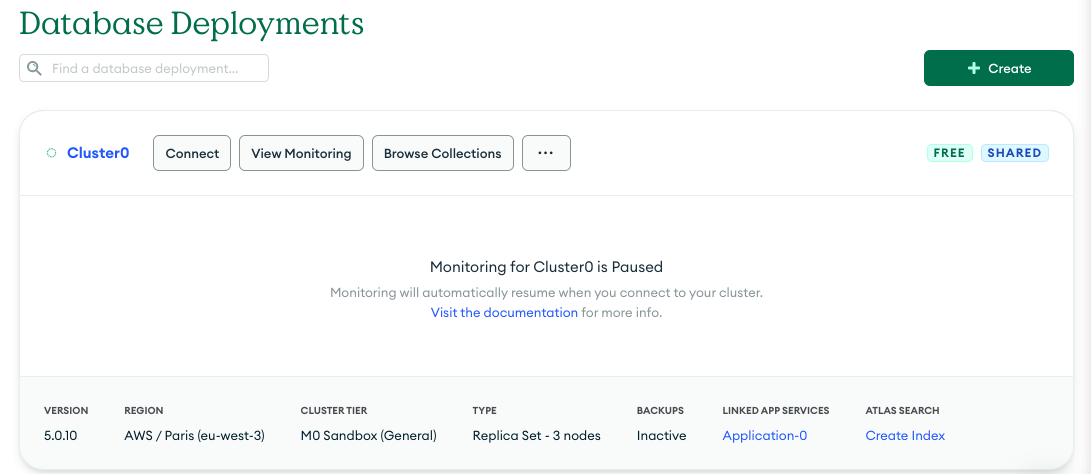 Database Deployments
Find a database deployment...
+ Create
Cluster0 Connect View Monitoring Browse Collections ... FREE SHARED
Monitoring for Cluster0 is Paused
Monitoring will automatically resume when you connect to your cluster.
Visit the documentation for more info.
VERSION REGION CLUSTER TIER TYPE BACKUPS LINKED APP SERVICES ATLAS SEARCH
5.0.10 AWS / Paris (eu-west-3) M0 Sandbox (General) Replica Set - 3 nodes Inactive Application-0 Create Index